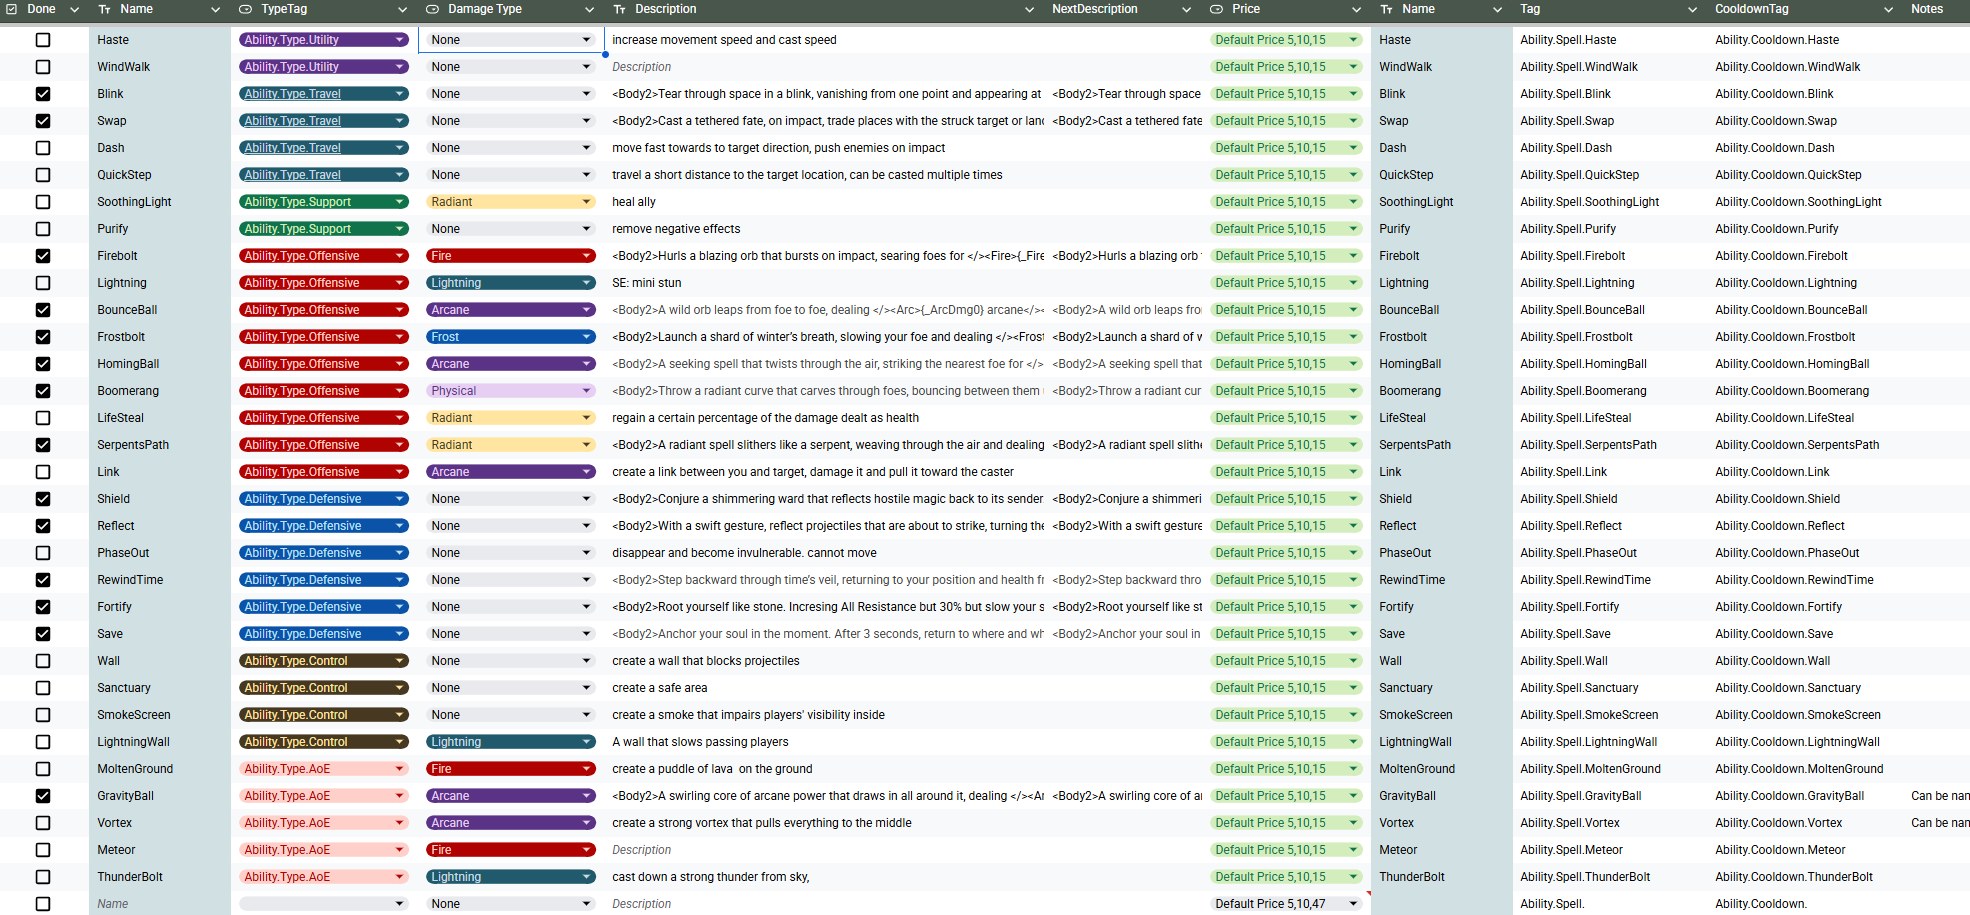 Done Name TypeTag Damage Type Description NextDescription Price Name Tag CooldownTag Notes
Haste Ability.Type.Utility None increase movement speed and cast speed Default Price 5,10,15 Haste Ability.Spell.Haste Ability.Cooldown.Haste
WindWalk Ability.Type.Utility None Description Default Price 5,10,15 WindWalk Ability.Spell.WindWalk Ability.Cooldown.WindWalk
Blink Ability.Type.Travel None <Body2>Tear through space in a blink, vanishing from one point and appearing at <Body2>Tear through space Default Price 5,10,15 Blink Ability.Spell.Blink Ability.Cooldown.Blink
Swap Ability.Type.Travel None <Body2>Cast a tethered fate, on impact, trade places with the struck target or land <Body2>Cast a tethered fate Default Price 5,10,15 Swap Ability.Spell.Swap Ability.Cooldown.Swap
Dash Ability.Type.Travel None move fast towards to target direction, push enemies on impact Default Price 5,10,15 Dash Ability.Spell.Dash Ability.Cooldown.Dash
QuickStep Ability.Type.Travel None travel a short distance to the target location, can be casted multiple times Default Price 5,10,15 QuickStep Ability.Spell.QuickStep Ability.Cooldown.QuickStep
SoothingLight Ability.Type.Support Radiant heal ally Default Price 5,10,15 SoothingLight Ability.Spell.SoothingLight Ability.Cooldown.SoothingLight
Purify Ability.Type.Support None remove negative effects Default Price 5,10,15 Purify Ability.Spell.Purify Ability.Cooldown.Purify
Firebolt Ability.Type.Offensive Fire <Body2>Hurls a blazing orb that bursts on impact, searing foes for </><Fire>{_Fire <Body2>Hurls a blazing orb Default Price 5,10,15 Firebolt Ability.Spell.Firebolt Ability.Cooldown.Firebolt
Lightning Ability.Type.Offensive Lightning SE: mini stun Default Price 5,10,15 Lightning Ability.Spell.Lightning Ability.Cooldown.Lightning
BounceBall Ability.Type.Offensive Arcane <Body2>A wild orb leaps from foe to foe, dealing </><Arc>{_ArcDmg0} arcane</>< <Body2>A wild orb leaps fro Default Price 5,10,15 BounceBall Ability.Spell.BounceBall Ability.Cooldown.BounceBall
Frostbolt Ability.Type.Offensive Frost <Body2>Launch a shard of winter's breath, slowing your foe and dealing </><Frost <Body2>Launch a shard of w Default Price 5,10,15 Frostbolt Ability.Spell.Frostbolt Ability.Cooldown.Frostbolt
HomingBall Ability.Type.Offensive Arcane <Body2>A seeking spell that twists through the air, striking the nearest foe for </> <Body2>A seeking spell that Default Price 5,10,15 HomingBall Ability.Spell.HomingBall Ability.Cooldown.HomingBall
Boomerang Ability.Type.Offensive Physical <Body2>Throw a radiant curve that carves through foes, bouncing between them <Body2>Throw a radiant cur Default Price 5,10,15 Boomerang Ability.Spell.Boomerang Ability.Cooldown.Boomerang
LifeSteal Ability.Type.Offensive Radiant regain a certain percentage of the damage dealt as health Default Price 5,10,15 LifeSteal Ability.Spell.LifeSteal Ability.Cooldown.LifeSteal
SerpentsPath Ability.Type.Offensive Radiant <Body2>A radiant spell slithers like a serpent, weaving through the air and dealing <Body2>A radiant spell slithe Default Price 5,10,15 SerpentsPath Ability.Spell.SerpentsPath Ability.Cooldown.SerpentsPath
Link Ability.Type.Offensive Arcane create a link between you and target, damage it and pull it toward the caster Default Price 5,10,15 Link Ability.Spell.Link Ability.Cooldown.Link
Shield Ability.Type.Defensive None <Body2>Conjure a shimmering ward that reflects hostile magic back to its sender <Body2>Conjure a shimmeri Default Price 5,10,15 Shield Ability.Spell.Shield Ability.Cooldown.Shield
Reflect Ability.Type.Defensive None <Body2>With a swift gesture, reflect projectiles that are about to strike, turning the <Body2>With a swift gesture Default Price 5,10,15 Reflect Ability.Spell.Reflect Ability.Cooldown.Reflect
PhaseOut Ability.Type.Defensive None disappear and become invulnerable. cannot move Default Price 5,10,15 PhaseOut Ability.Spell.PhaseOut Ability.Cooldown.PhaseOut
RewindTime Ability.Type.Defensive None <Body2>Step backward through time's veil, returning to your position and health fr <Body2>Step backward thro Default Price 5,10,15 RewindTime Ability.Spell.RewindTime Ability.Cooldown.RewindTime
Fortify Ability.Type.Defensive None <Body2>Root yourself like stone. Incresing All Resistance but 30% but slow your s <Body2>Root yourself like st Default Price 5,10,15 Fortify Ability.Spell.Fortify Ability.Cooldown.Fortify
Save Ability.Type.Defensive None <Body2>Anchor your soul in the moment. After 3 seconds, return to where and wh <Body2>Anchor your soul in Default Price 5,10,15 Save Ability.Spell.Save Ability.Cooldown.Save
Wall Ability.Type.Control None create a wall that blocks projectiles Default Price 5,10,15 Wall Ability.Spell.Wall Ability.Cooldown.Wall
Sanctuary Ability.Type.Control None create a safe area Default Price 5,10,15 Sanctuary Ability.Spell.Sanctuary Ability.Cooldown.Sanctuary
SmokeScreen Ability.Type.Control None create a smoke that impairs players' visibility inside Default Price 5,10,15 SmokeScreen Ability.Spell.SmokeScreen Ability.Cooldown.SmokeScreen
LightningWall Ability.Type.Control Lightning A wall that slows passing players Default Price 5,10,15 LightningWall Ability.Spell.LightningWall Ability.Cooldown.LightningWall
MoltenGround Ability.Type.AoE Fire create a puddle of lava on the ground Default Price 5,10,15 MoltenGround Ability.Spell.MoltenGround Ability.Cooldown.MoltenGround
GravityBall Ability.Type.AoE Arcane <Body2>A swirling core of arcane power that draws in all around it, dealing </><Ar <Body2>A swirling core of ar Default Price 5,10,15 GravityBall Ability.Spell.GravityBall Ability.Cooldown.GravityBall Can be nan
Vortex Ability.Type.AoE Arcane create a strong vortex that pulls everything to the middle Default Price 5,10,15 Vortex Ability.Spell.Vortex Ability.Cooldown.Vortex Can be nan
Meteor Ability.Type.AoE Fire Description Default Price 5,10,15 Meteor Ability.Spell.Meteor Ability.Cooldown.Meteor
ThunderBolt Ability.Type.AoE Lightning cast down a strong thunder from sky, Default Price 5,10,15 ThunderBolt Ability.Spell.ThunderBolt Ability.Cooldown.ThunderBolt
Name None Description Default Price 5,10,47 Ability.Spell. Ability.Cooldown.